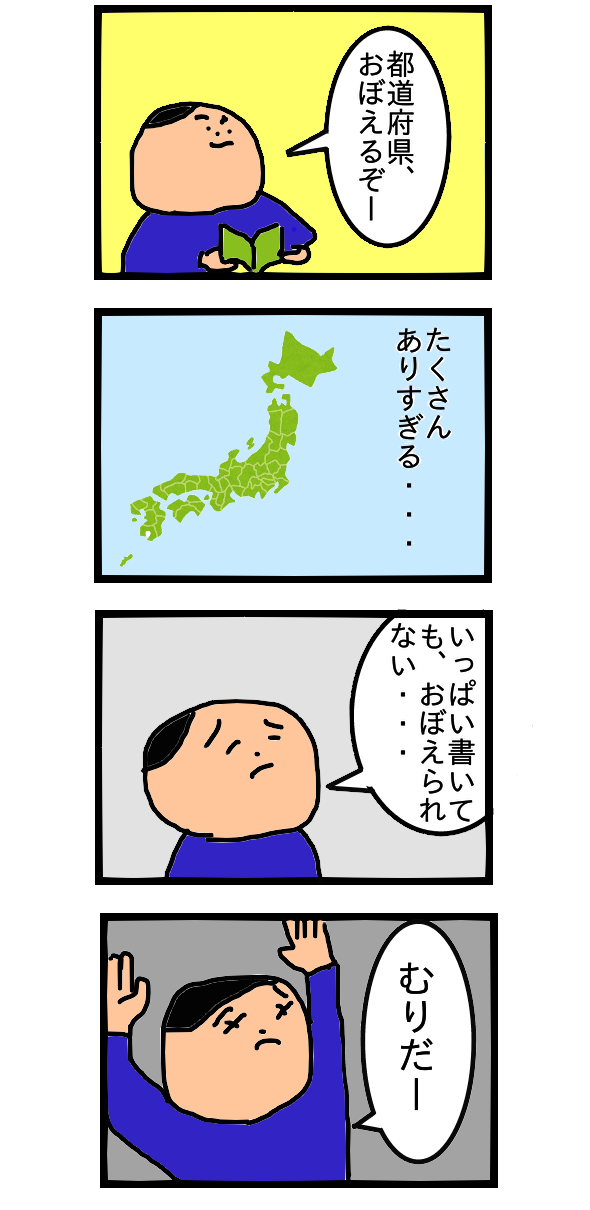 都道府県、
おぼえるぞー
たくさん
ありすぎる・・・
いっぱい書いて
も、おぼえられ
ない・・・
むりだー